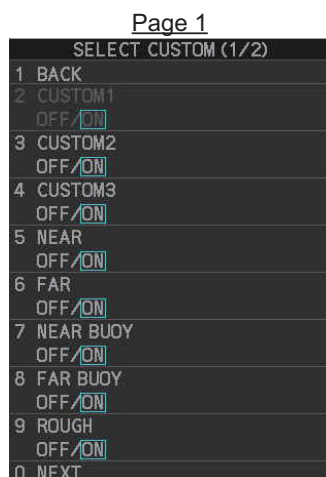 Page 1
SELECT CUSTOM (1/2)
1 BACK
2 CUSTOM1
OFF/ON
3 CUSTOM2
OFF/ON
4 CUSTOM3
OFF/ON
5 NEAR
OFF/ON
6 FAR
OFF/ON
7 NEAR BUOY
OFF/ON
8 FAR BUOY
OFF/ON
9 ROUGH
OFF/ON
0 NEXT